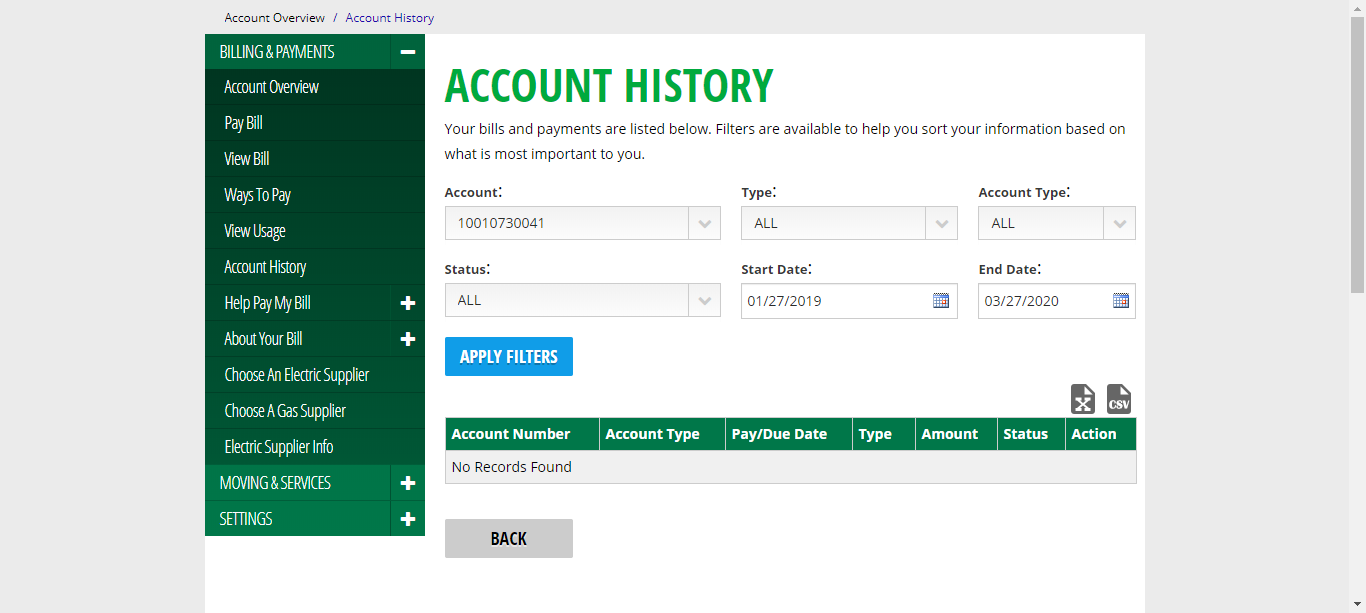 Account Overview / Account History
BILLING & PAYMENTS
Account Overview
Pay Bill
View Bill
Ways To Pay
View Usage
Account History
Help Pay My Bill
About Your Bill
Choose An Electric Supplier
Choose A Gas Supplier
Electric Supplier Info
MOVING & SERVICES
SETTINGS
ACCOUNT HISTORY
Your bills and payments are listed below. Filters are available to help you sort your information based on
what is most important to you.
Account: Type: Account Type:
10010730041 ALL ALL
Status: Start Date: End Date:
ALL 01/27/2019 03/27/2020
APPLY FILTERS
X CSV
Account Number Account Type Pay/Due Date Type Amount Status Action
No Records Found
BACK